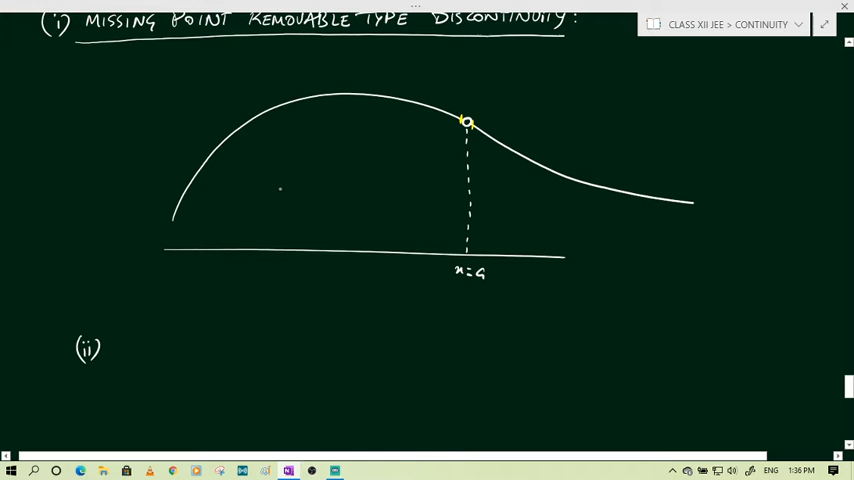 (i) MISSING POINT REMOVABLE TYPE DISCONTINUITY:
CLASS XII JEE > CONTINUITY
x=a
(ii)
ENG
1:36 PM